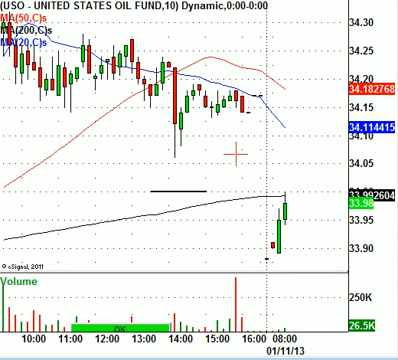 (USO - UNITED STATES OIL FUND,10) Dynamic,0:00-0:00
MA(50,C)s
MA(200,C)s
MA(20,C)s
34.30
34.25
34.20
34.182768
34.15
34.114415
34.10
34.05
34.00
33.992604
33.98
33.95
33.90
© eSignal, 2011
Volume
250K
26.5K
OK
10:00 11:00 12:00 13:00 14:00 15:00 16:00 08:00
01/11/13